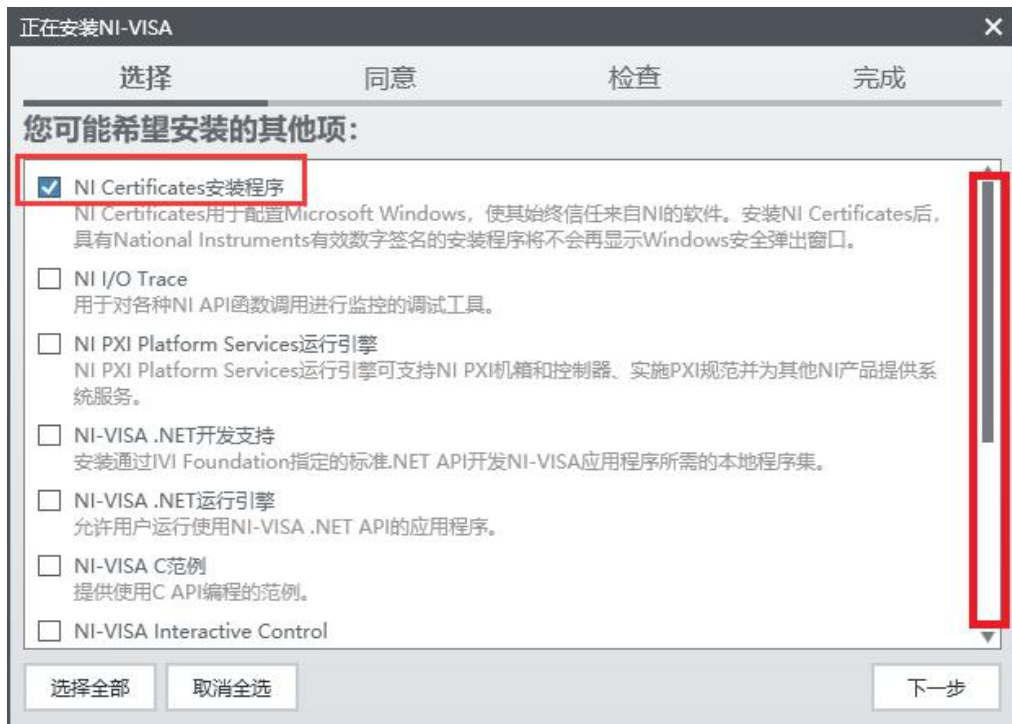 正在安装NI-VISA
选择 同意 检查 完成
您可能希望安装的其他项：
NI Certificates安装程序
NI Certificates用于配置Microsoft Windows，使其始终信任来自NI的软件。安装NI Certificates后，
具有National Instruments有效数字签名的安装程序将不会再显示Windows安全弹出窗口。
NI I/O Trace
用于对各种NI API函数调用进行监控的调试工具。
NI PXI Platform Services运行引擎
NI PXI Platform Services运行引擎可支持NI PXI机箱和控制器、实施PXI规范并为其他NI产品提供系
统服务。
NI-VISA .NET开发支持
安装通过IVI Foundation指定的标准.NET API开发NI-VISA应用程序所需的本地程序集。
NI-VISA .NET运行引擎
允许用户运行使用NI-VISA .NET API的应用程序。
NI-VISA C范例
提供使用C API编程的范例。
NI-VISA Interactive Control
选择全部 取消全选 下一步